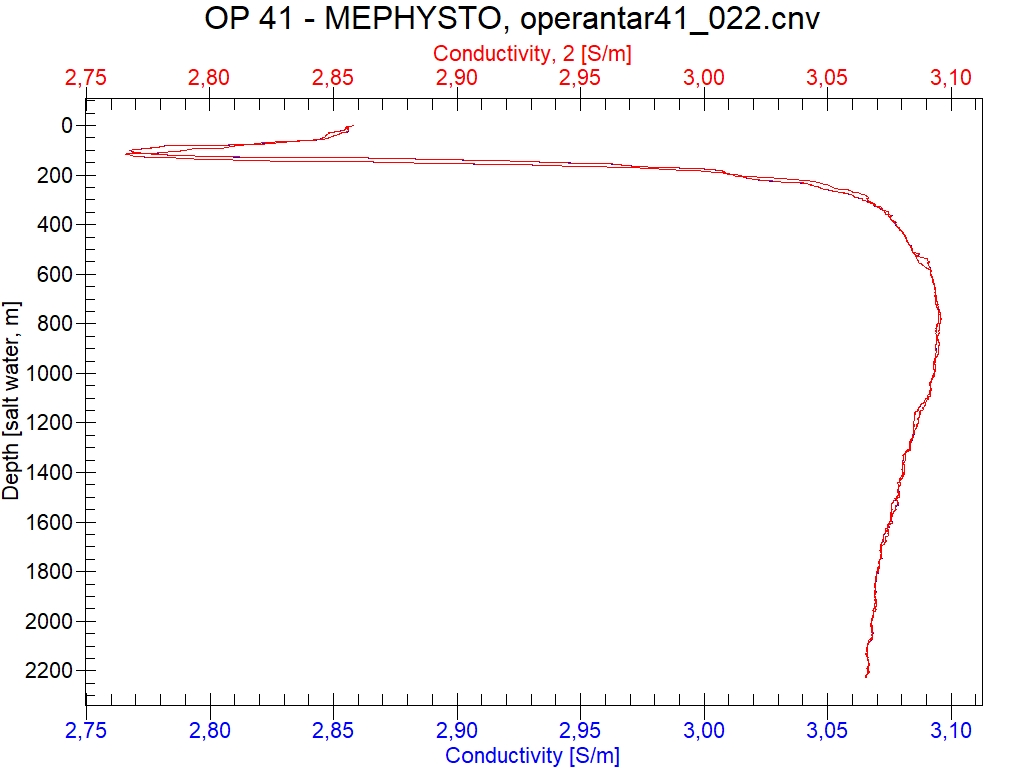 OP 41 - MEPHYSTO, operantar41_022.cnv
Conductivity, 2 [S/m]
2,75 2,80 2,85 2,90 2,95 3,00 3,05 3,10
0
200
400
600
800
1000
1200
1400
1600
1800
2000
2200
Depth [salt water, m]
2,75 2,80 2,85 2,90 2,95 3,00 3,05 3,10
Conductivity [S/m]